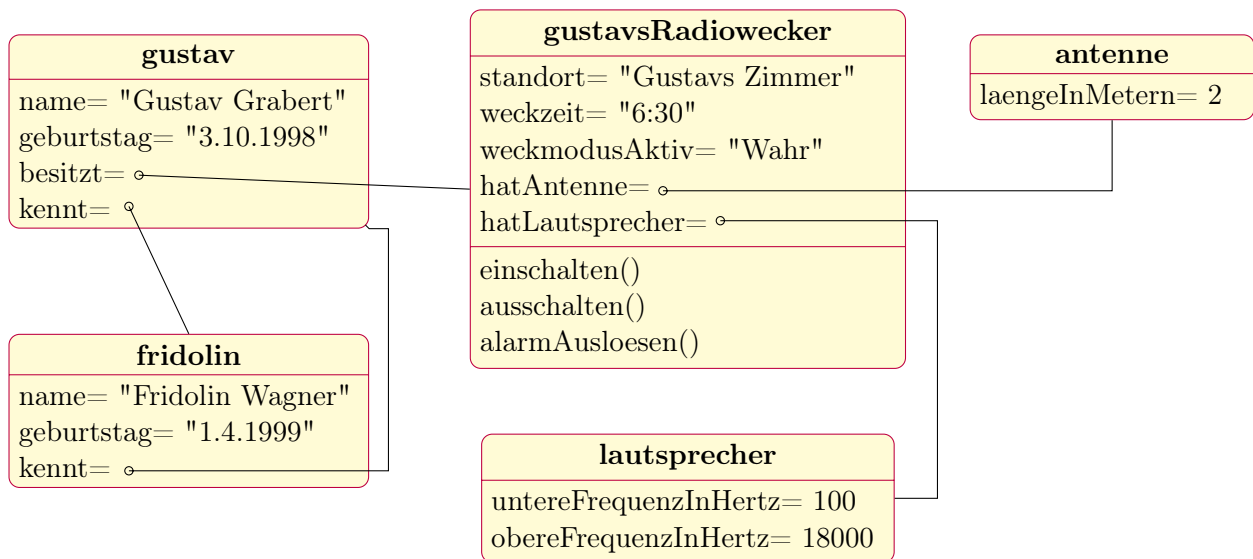 gustav
name= "Gustav Grabert"
geburtstag= "3.10.1998"
besitzt=
kennt=
gustavsRadiowecker
standort= "Gustavs Zimmer"
weckzeit= "6:30"
weckmodusAktiv= "Wahr"
hatAntenne=
hatLautsprecher=
einschalten()
ausschalten()
alarmAusloesen()
antenne
laengeInMetern= 2
fridolin
name= "Fridolin Wagner"
geburtstag= "1.4.1999"
kennt=
lautsprecher
untereFrequenzInHertz= 100
obereFrequenzInHertz= 18000